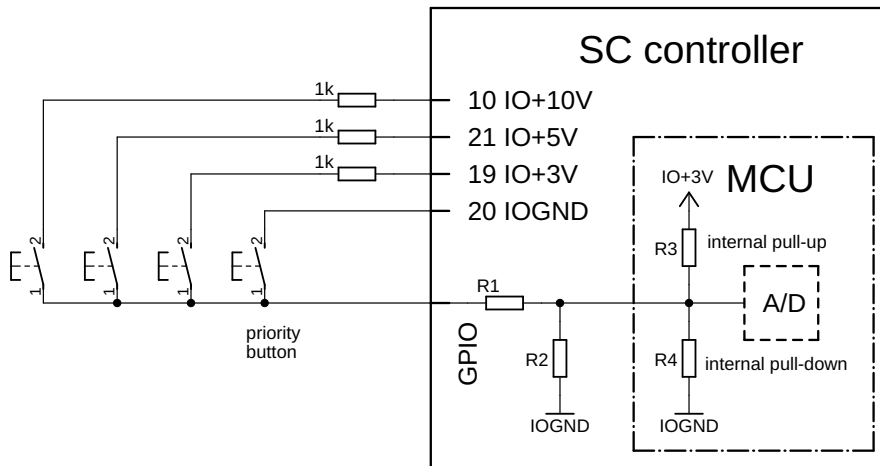 SC controller
1k
10 IO+10V
1k
21 IO+5V
1k
19 IO+3V
20 IOGND
MCU
IO+3V
R3
internal pull-up
2
2
2
2
1
1
1
1
R1
A/D
priority
button
GPIO
R2
R4
internal pull-down
IOGND
IOGND